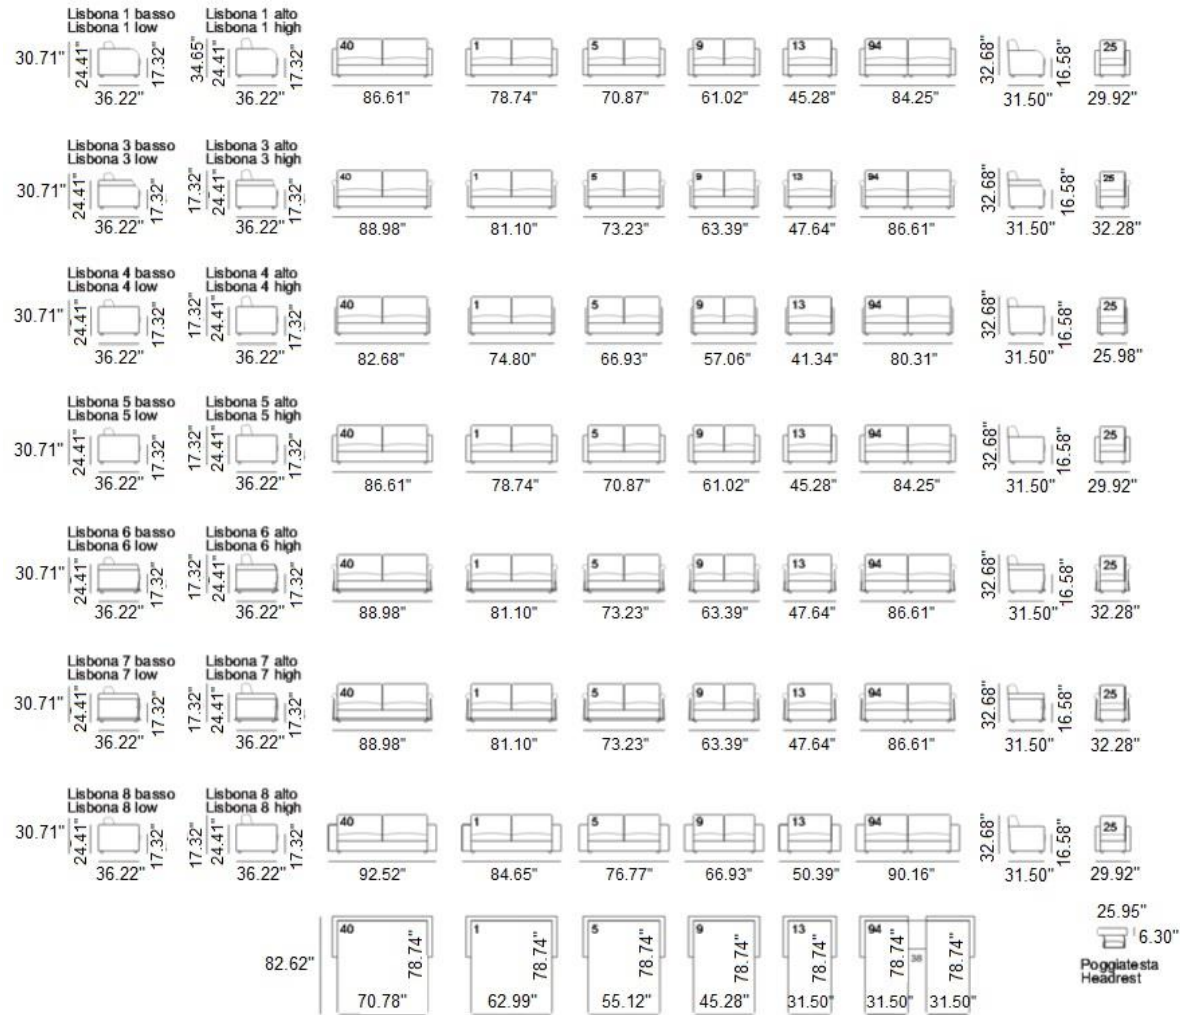 Lisbona 1 basso
Lisbona 1 low
Lisbona 1 alto
Lisbona 1 high
30.71" 24.41" 17.32" 34.65" 24.41" 17.32" 40 1 5 9 13 94 32.68" 16.58" 25
36.22" 36.22" 86.61" 78.74" 70.87" 61.02" 45.28" 84.25" 31.50" 29.92"
Lisbona 3 basso
Lisbona 3 low
Lisbona 3 alto
Lisbona 3 high
30.71" 24.41" 17.32" 17.32" 24.41" 17.32" 40 1 5 9 13 94 32.68" 16.58" 25
36.22" 36.22" 88.98" 81.10" 73.23" 63.39" 47.64" 86.61" 31.50" 32.28"
Lisbona 4 basso
Lisbona 4 low
Lisbona 4 alto
Lisbona 4 high
30.71" 24.41" 17.32" 17.32" 24.41" 17.32" 40 1 5 9 13 94 32.68" 16.58" 25
36.22" 36.22" 82.68" 74.80" 66.93" 57.06" 41.34" 80.31" 31.50" 25.98"
Lisbona 5 basso
Lisbona 5 low
Lisbona 5 alto
Lisbona 5 high
30.71" 24.41" 17.32" 17.32" 24.41" 17.32" 40 1 5 9 13 94 32.68" 16.58" 25
36.22" 36.22" 86.61" 78.74" 70.87" 61.02" 45.28" 84.25" 31.50" 29.92"
Lisbona 6 basso
Lisbona 6 low
Lisbona 6 alto
Lisbona 6 high
30.71" 24.41" 17.32" 17.32" 24.41" 17.32" 40 1 5 9 13 94 32.68" 16.58" 25
36.22" 36.22" 88.98" 81.10" 73.23" 63.39" 47.64" 86.61" 31.50" 32.28"
Lisbona 7 basso
Lisbona 7 low
Lisbona 7 alto
Lisbona 7 high
30.71" 24.41" 17.32" 17.32" 24.41" 17.32" 40 1 5 9 13 94 32.68" 16.58" 25
36.22" 36.22" 88.98" 81.10" 73.23" 63.39" 47.64" 86.61" 31.50" 32.28"
Lisbona 8 basso
Lisbona 8 low
Lisbona 8 alto
Lisbona 8 high
30.71" 24.41" 17.32" 17.32" 24.41" 17.32" 40 1 5 9 13 94 32.68" 16.58" 25
36.22" 36.22" 92.52" 84.65" 76.77" 66.93" 50.39" 90.16" 31.50" 29.92"
82.62" 40 78.74" 1 78.74" 5 78.74" 9 78.74" 13 78.74" 94 78.74" 38 78.74"
70.78" 62.99" 55.12" 45.28" 31.50" 31.50" 31.50"
25.95"
6.30"
Poggiatesta
Headrest